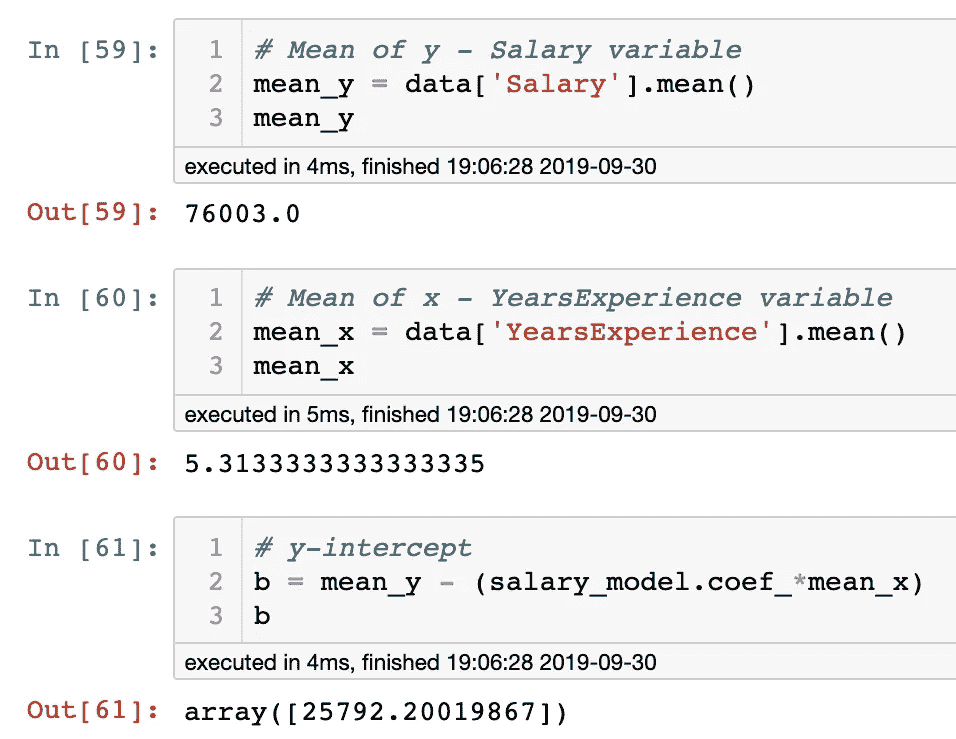 In [59]:
1 # Mean of y - Salary variable
2 mean_y = data['Salary'].mean()
3 mean_y
executed in 4ms, finished 19:06:28 2019-09-30
Out[59]: 76003.0
In [60]:
1 # Mean of x - YearsExperience variable
2 mean_x = data['YearsExperience'].mean()
3 mean_x
executed in 5ms, finished 19:06:28 2019-09-30
Out[60]: 5.3133333333333335
In [61]:
1 # y-intercept
2 b = mean_y - (salary_model.coef_*mean_x)
3 b
executed in 4ms, finished 19:06:28 2019-09-30
Out[61]: array([25792.20019867])